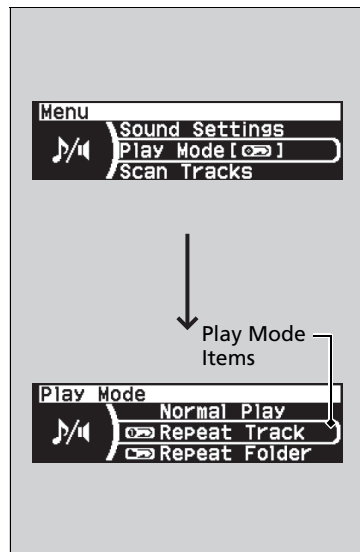 Menu
Sound Settings
Play Mode[ ]
Scan Tracks
Play Mode
Items
Play Mode
Normal Play
Repeat Track
Repeat Folder